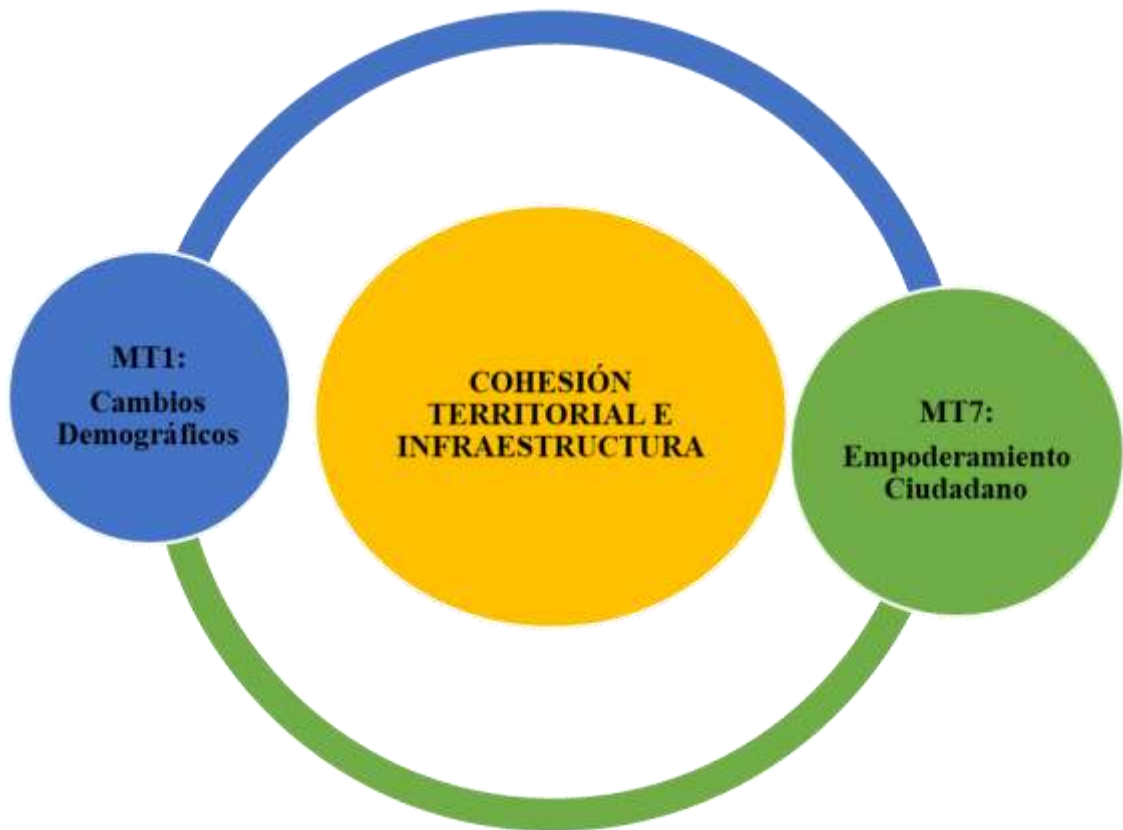 MT1:
Cambios
Demográficos
COHESIÓN
TERRITORIAL E
INFRAESTRUCTURA
MT7:
Empoderamiento
Ciudadano